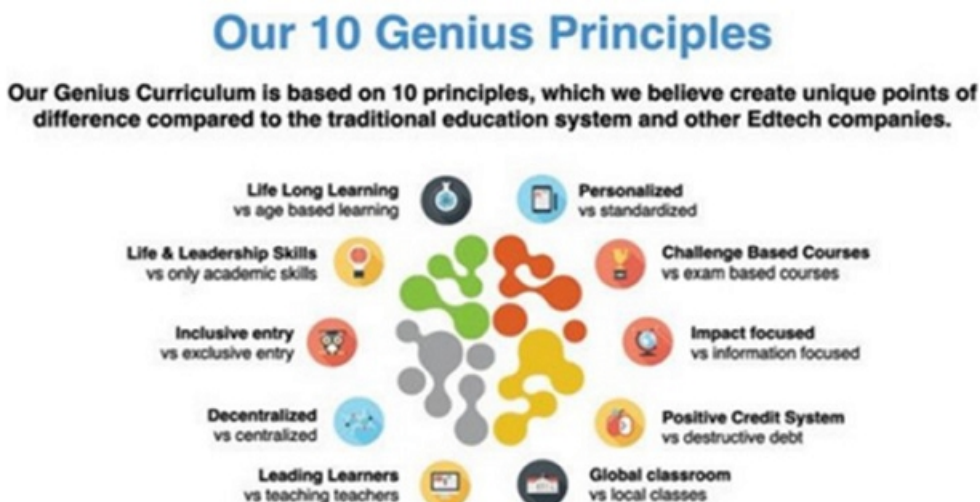 Our 10 Genius Principles
Our Genius Curriculum is based on 10 principles, which we believe create unique points of
difference compared to the traditional education system and other Edtech companies.
Life Long Learning
vs age based learning
Personalized
vs standardized
Life & Leadership Skills
vs only academic skills
Challenge Based Courses
vs exam based courses
Inclusive entry
vs exclusive entry
Impact focused
vs information focused
Decentralized
vs centralized
Positive Credit System
vs destructive debt
Leading Learners
vs teaching teachers
Global classroom
vs local classes